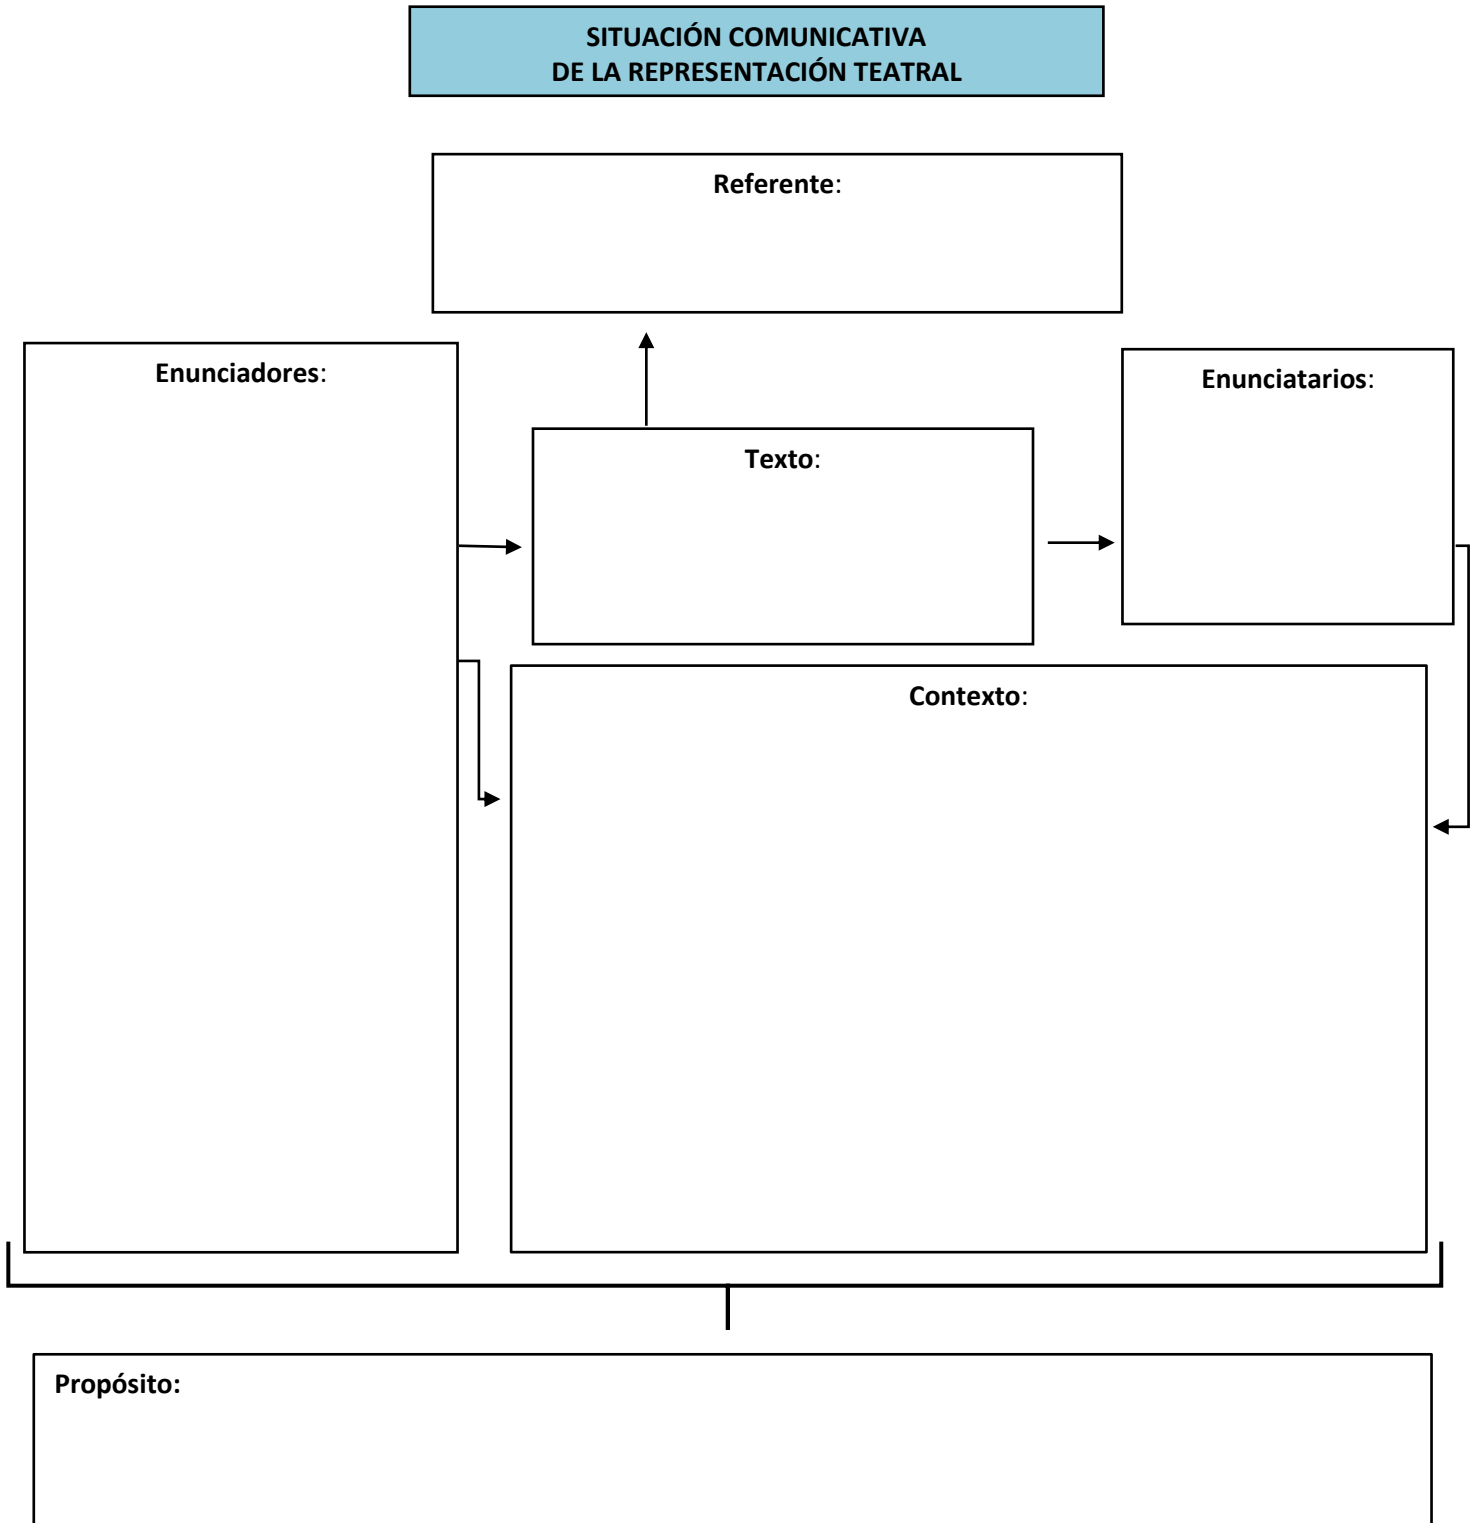 SITUACIÓN COMUNICATIVA
DE LA REPRESENTACIÓN TEATRAL
Referente:
Enunciadores:
Enunciatarios:
Texto:
Contexto:
Propósito: